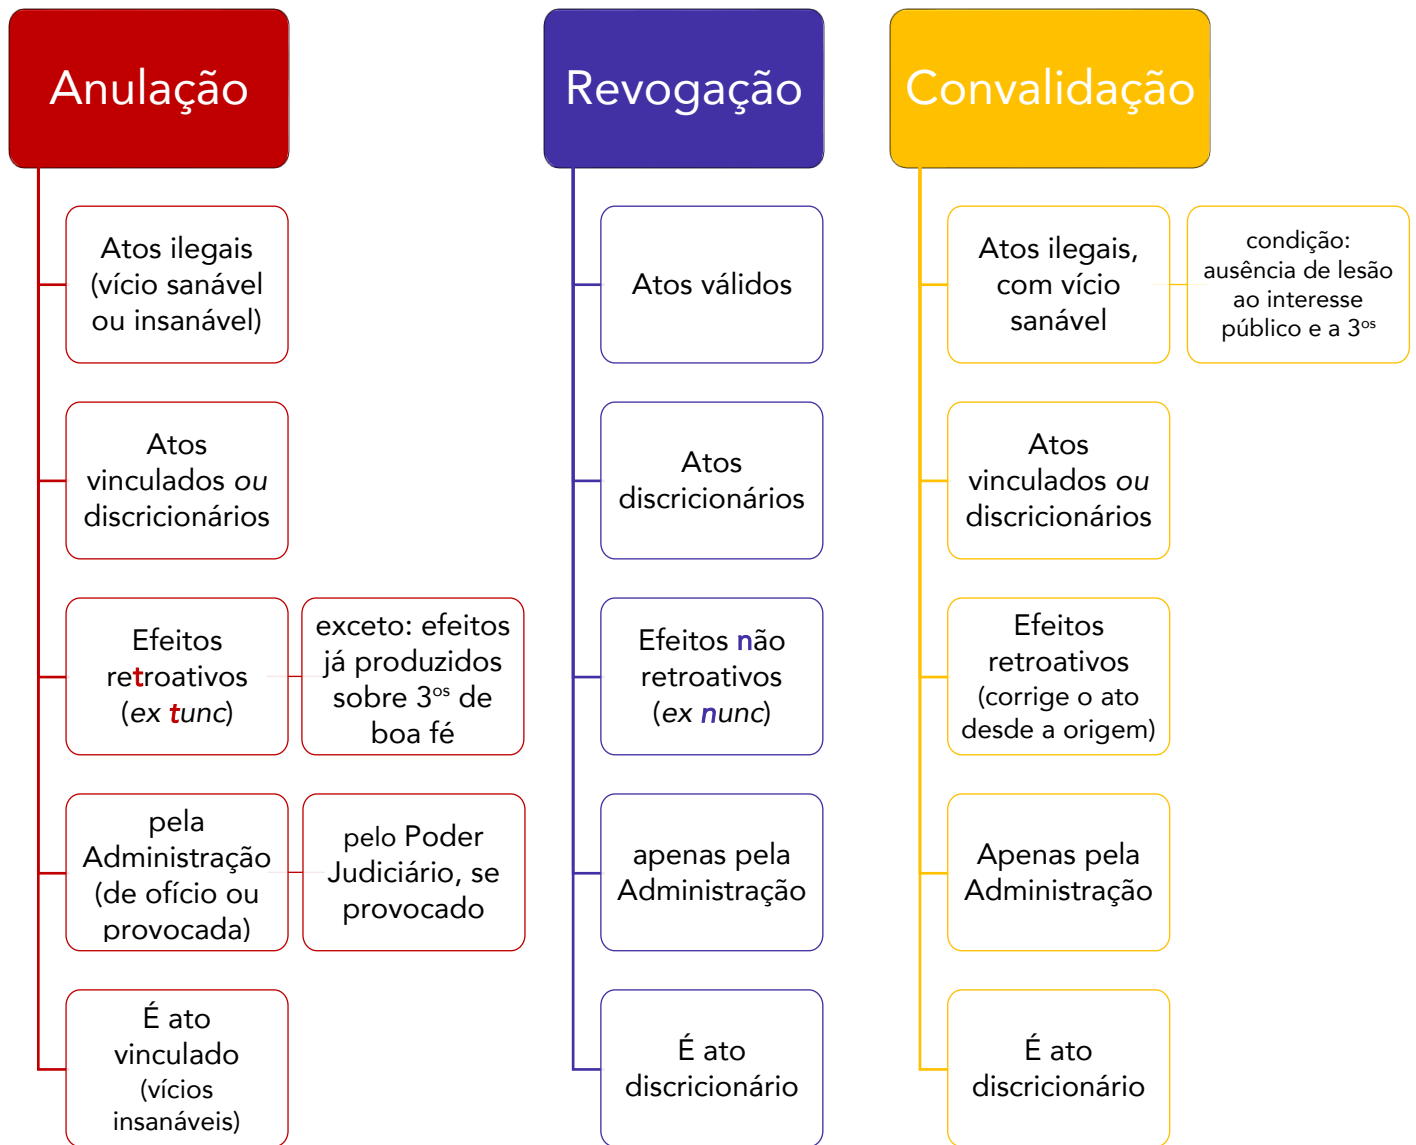 Anulação
Atos ilegais
(vício sanável
ou insanável)
Atos
vinculados ou
discricionários
Efeitos
retroativos
(ex tunc)
exceto: efeitos
já produzidos
sobre 3os de
boa fé
pela
Administração
(de ofício ou
provocada)
pelo Poder
Judiciário, se
provocado
É ato
vinculado
(vícios
insanáveis)
Revogação
Atos válidos
Atos
discricionários
Efeitos não
retroativos
(ex nunc)
apenas pela
Administração
É ato
discricionário
Convalidação
Atos ilegais,
com vício
sanável
condição:
ausência de lesão
ao interesse
público e a 3os
Atos
vinculados ou
discricionários
Efeitos
retroativos
(corrige o ato
desde a origem)
Apenas pela
Administração
É ato
discricionário